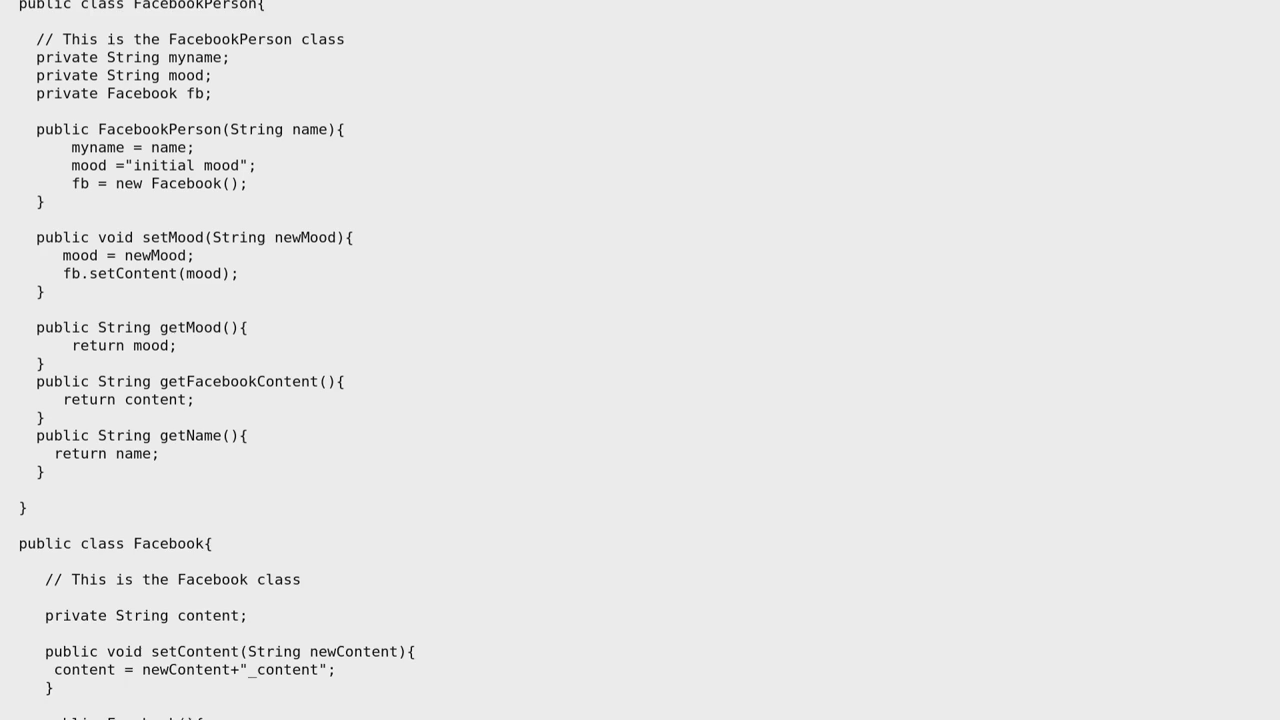 public class FacebookPerson{
// This is the FacebookPerson class
private String myname;
private String mood;
private Facebook fb;
public FacebookPerson(String name){
myname = name;
mood ="initial mood";
fb = new Facebook();
}
public void setMood(String newMood){
mood = newMood;
fb.setContent(mood);
}
public String getMood(){
return mood;
}
public String getFacebookContent(){
return content;
}
public String getName(){
return name;
}
}
public class Facebook{
// This is the Facebook class
private String content;
public void setContent(String newContent){
content = newContent+"_content";
}